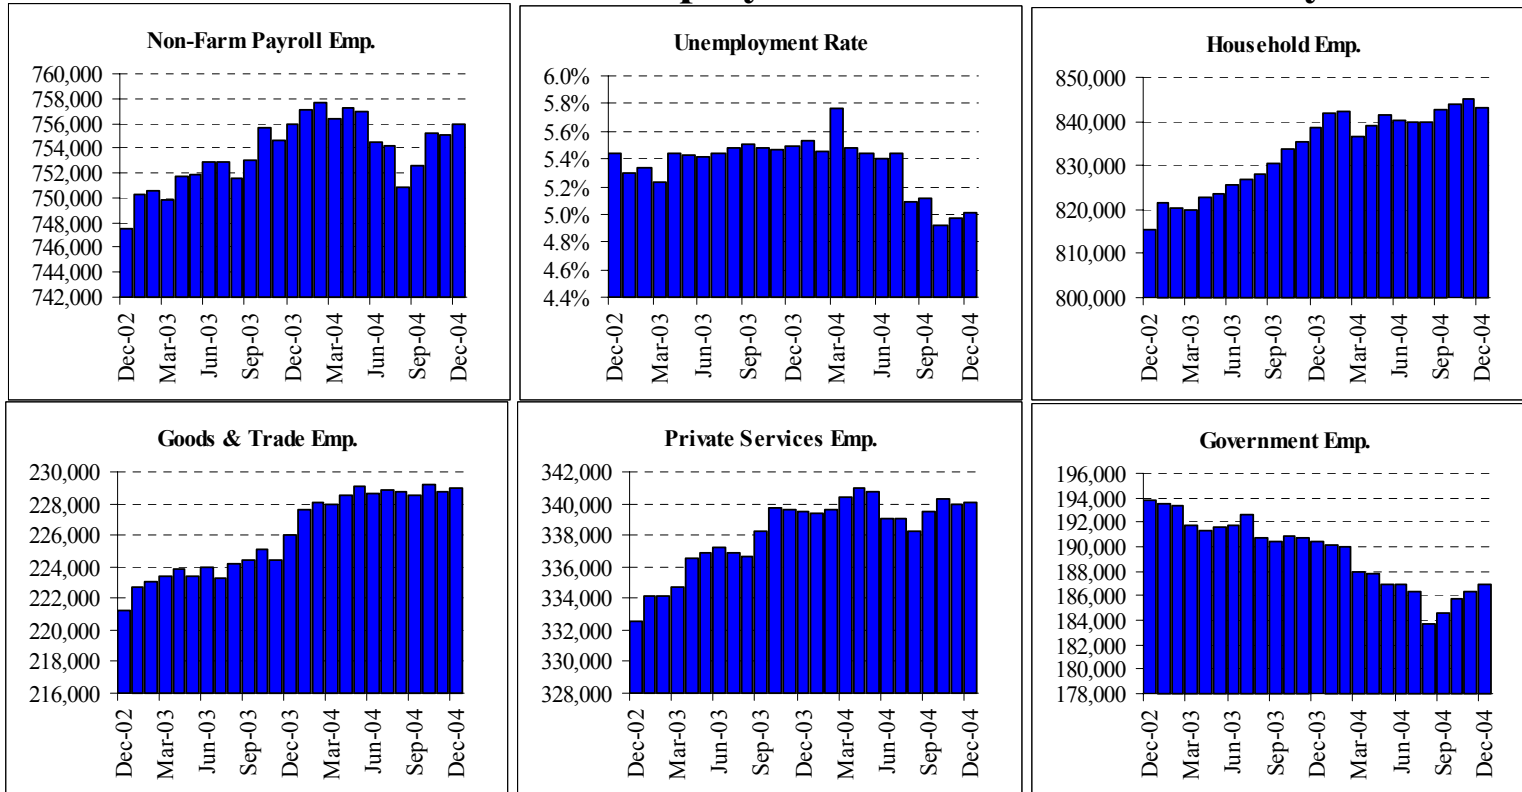 Non-Farm Payroll Emp.
760,000
758,000
756,000
754,000
752,000
750,000
748,000
746,000
744,000
742,000
Dec-02
Mar-03
Jun-03
Sep-03
Dec-03
Mar-04
Jun-04
Sep-04
Dec-04
Unemployment Rate
6.0%
5.8%
5.6%
5.4%
5.2%
5.0%
4.8%
4.6%
4.4%
Dec-02
Mar-03
Jun-03
Sep-03
Dec-03
Mar-04
Jun-04
Sep-04
Dec-04
Household Emp.
850,000
840,000
830,000
820,000
810,000
800,000
Dec-02
Mar-03
Jun-03
Sep-03
Dec-03
Mar-04
Jun-04
Sep-04
Dec-04
Goods & Trade Emp.
230,000
228,000
226,000
224,000
222,000
220,000
218,000
216,000
Dec-02
Mar-03
Jun-03
Sep-03
Dec-03
Mar-04
Jun-04
Sep-04
Dec-04
Private Services Emp.
342,000
340,000
338,000
336,000
334,000
332,000
330,000
328,000
Dec-02
Mar-03
Jun-03
Sep-03
Dec-03
Mar-04
Jun-04
Sep-04
Dec-04
Government Emp.
196,000
194,000
192,000
190,000
188,000
186,000
184,000
182,000
180,000
178,000
Dec-02
Mar-03
Jun-03
Sep-03
Dec-03
Mar-04
Jun-04
Sep-04
Dec-04